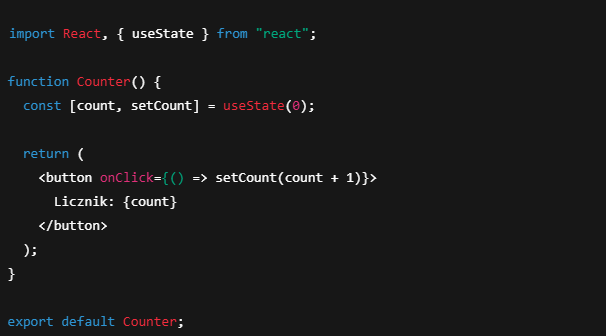 import React, { useState } from "react";
function Counter() {
const [count, setCount] = useState(0);
return (
<button onClick={() => setCount(count + 1)}>
Licznik: {count}
</button>
);
}
export default Counter;